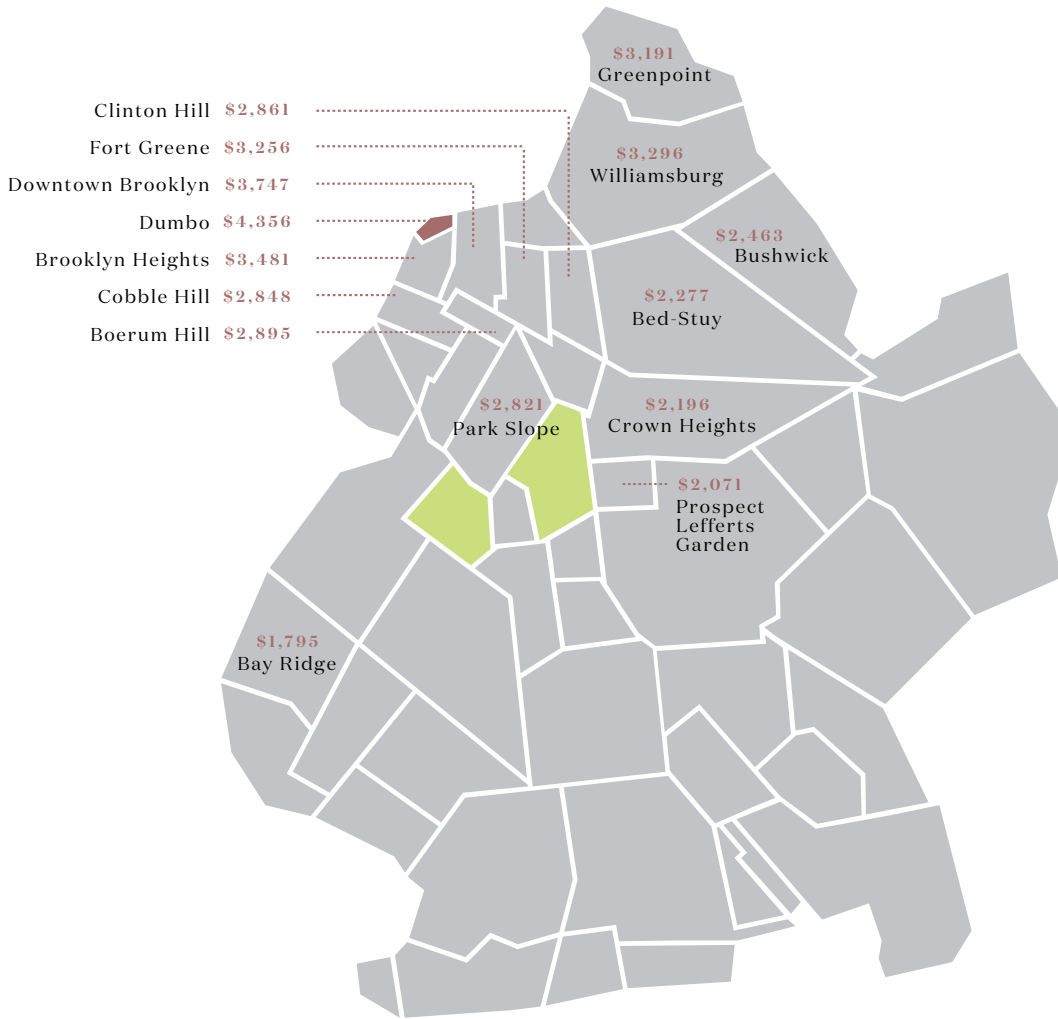 $3,191
Greenpoint
Clinton Hill $2,861
Fort Greene $3,256
Downtown Brooklyn $3,747
Dumbo $4,356
Brooklyn Heights $3,481
Cobble Hill $2,848
Boerum Hill $2,895
$3,296
Williamsburg
$2,463
Bushwick
$2,277
Bed-Stuy
$2,821
Park Slope
$2,196
Crown Heights
$2,071
Prospect
Lefferts
Garden
$1,795
Bay Ridge